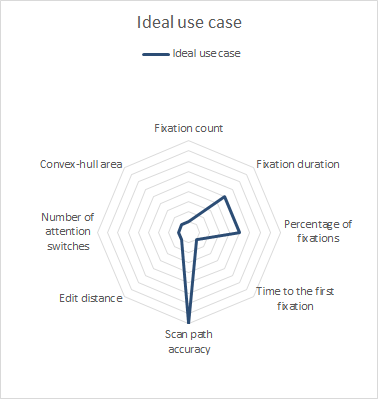 Ideal use case
Ideal use case
Fixation count
Convex-hull area
Fixation duration
Number of
attention
switches
Percentage of
fixations
Edit distance
Time to the first
fixation
Scan path
accuracy